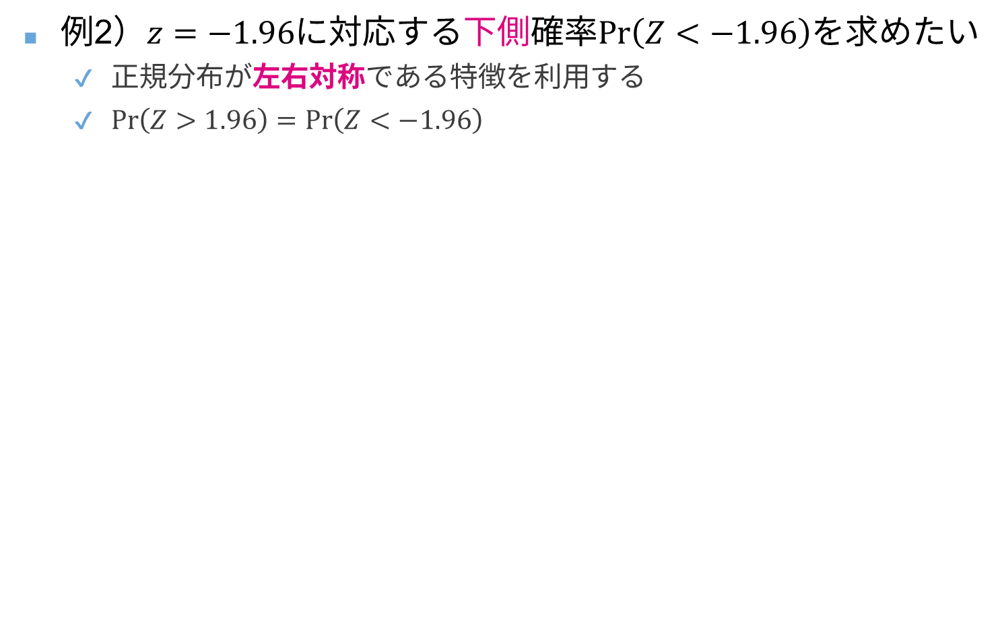 ■ 例2）z = −1.96に対応する下側確率Pr(Z < −1.96)を求めたい
✓ 正規分布が左右対称である特徴を利用する
✓ Pr(Z > 1.96) = Pr(Z < −1.96)